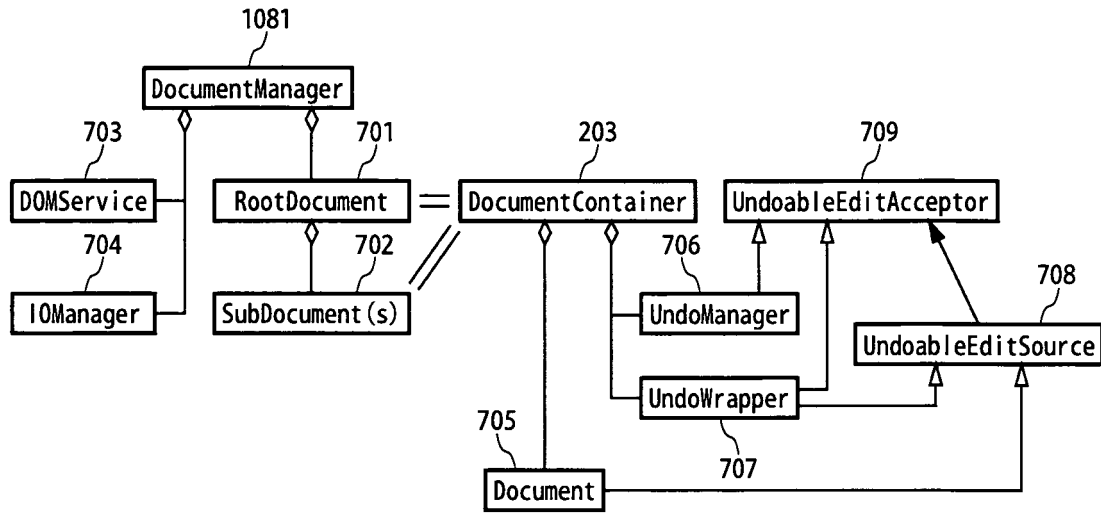 1081
DocumentManager
703
701
203
709
DOMService
RootDocument
DocumentContainer
UndoableEditAcceptor
704
702
706
708
IOManager
SubDocument(s)
UndoManager
UndoableEditSource
UndoWrapper
705
707
Document